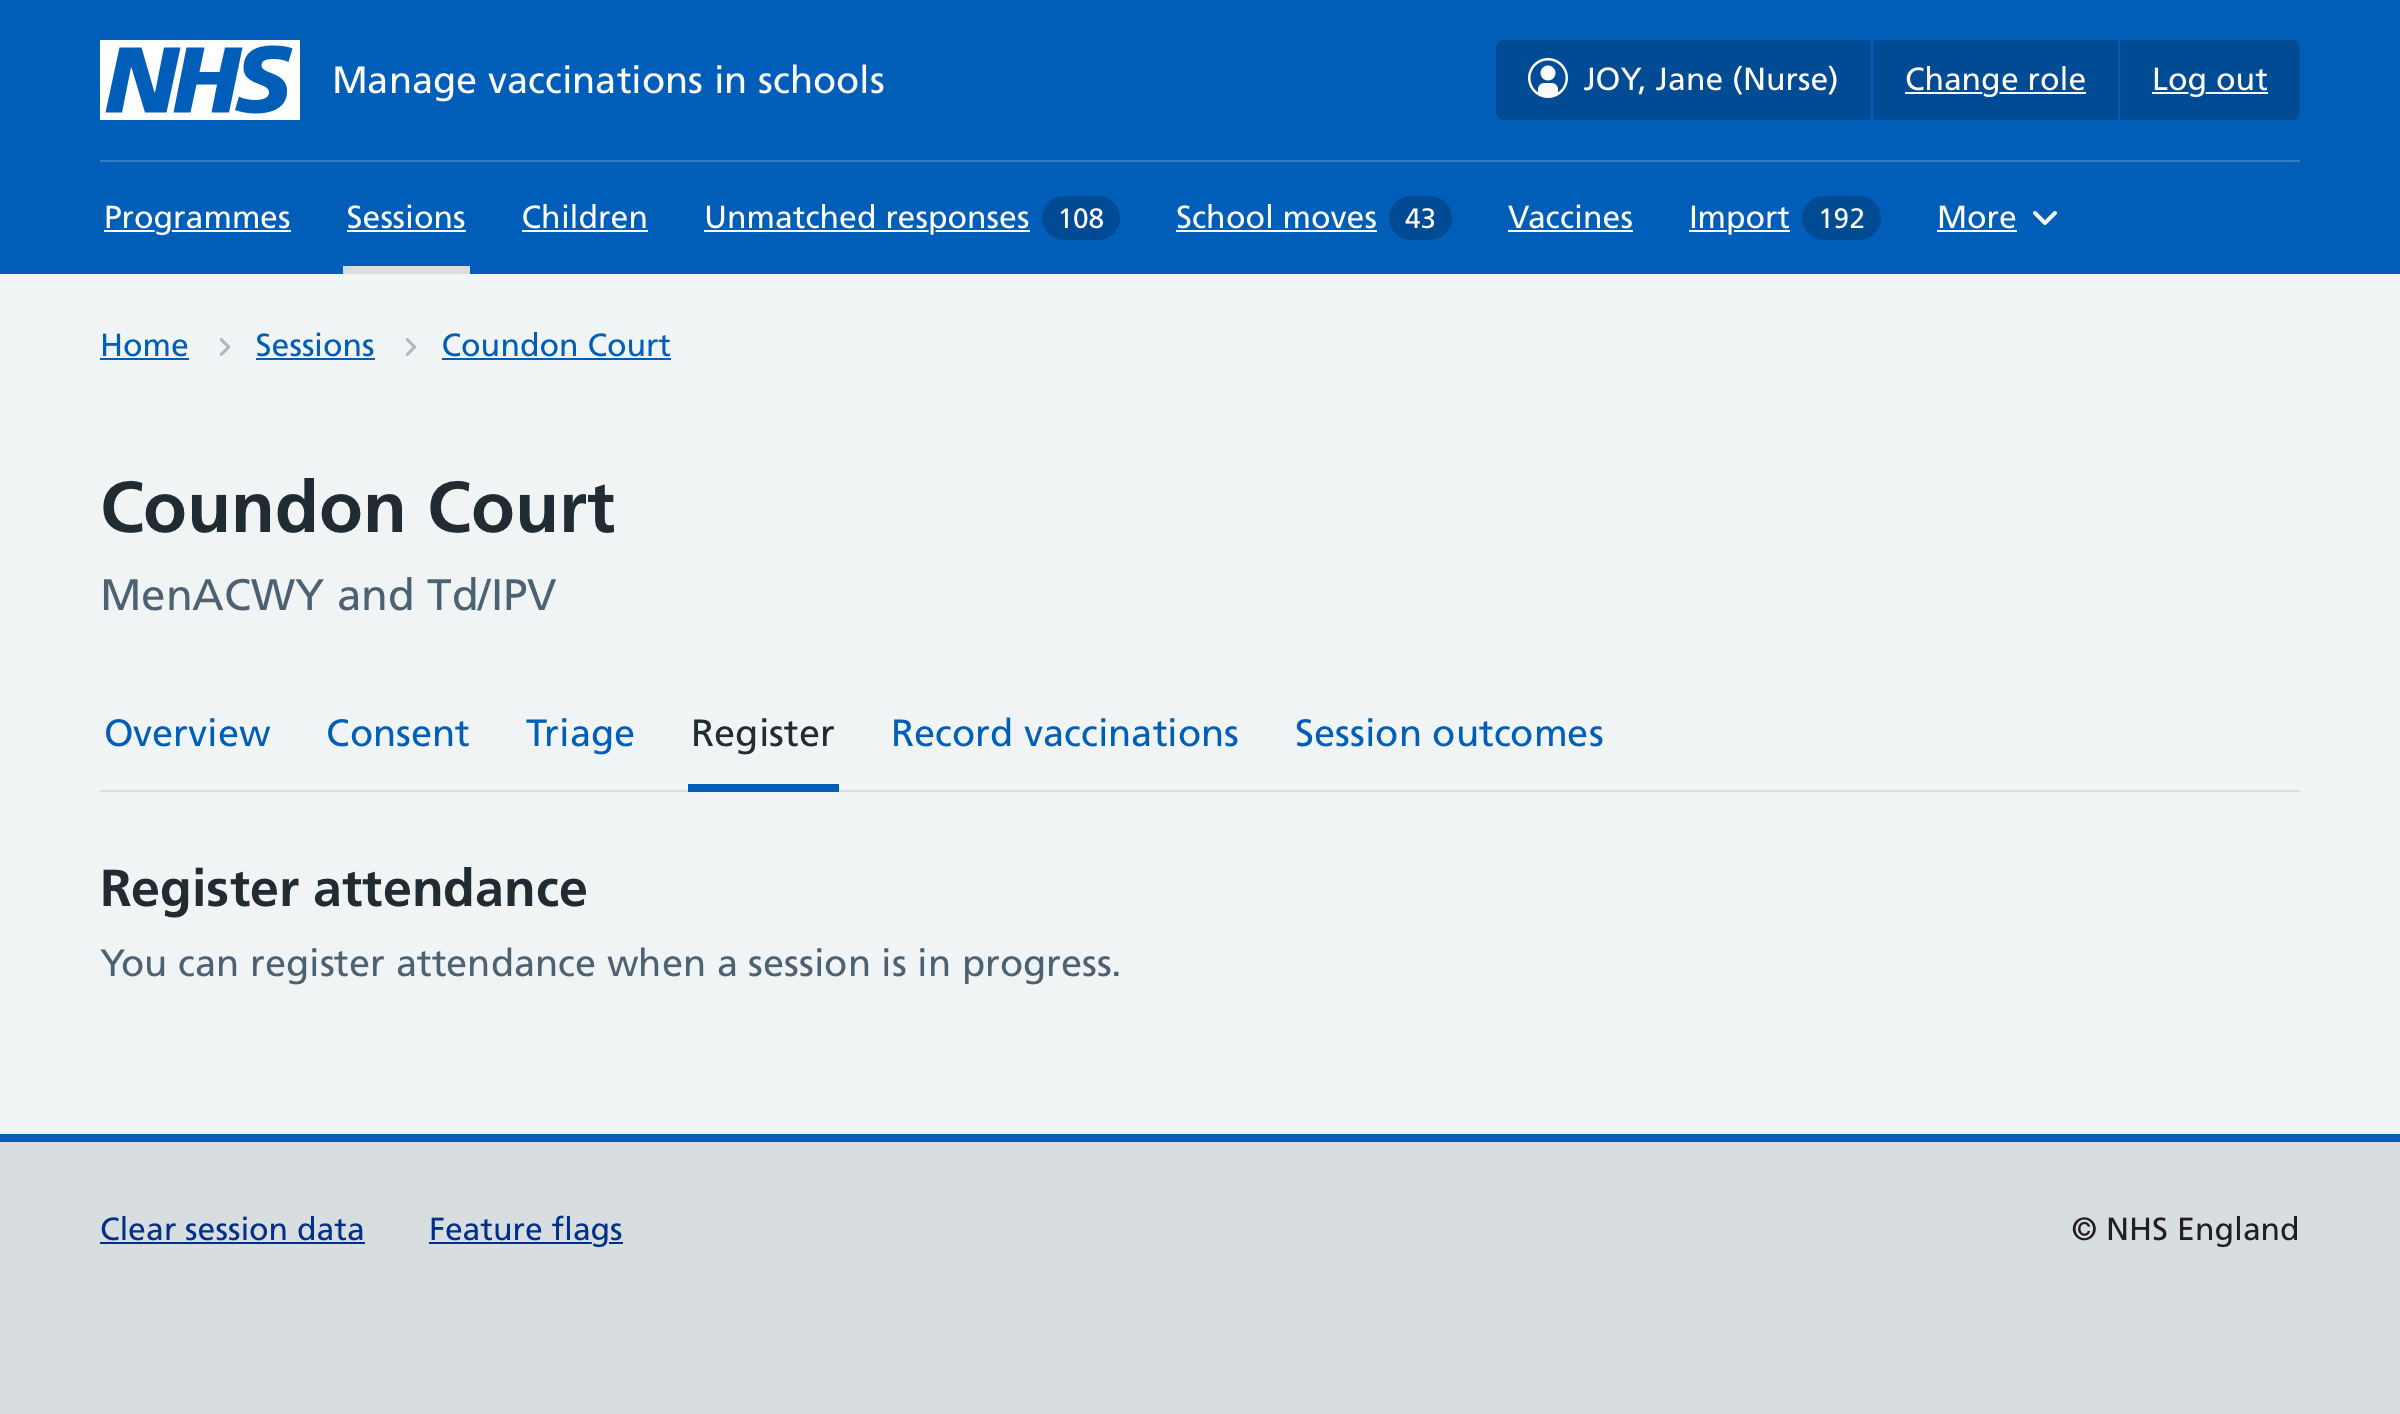 NHS Manage vaccinations in schools JOY, Jane (Nurse) Change role Log out
Programmes Sessions Children Unmatched responses 108 School moves 43 Vaccines Import 192 More
Home Sessions Coundon Court
Coundon Court
MenACWY and Td/IPV
Overview Consent Triage Register Record vaccinations Session outcomes
Register attendance
You can register attendance when a session is in progress.
Clear session data Feature flags © NHS England